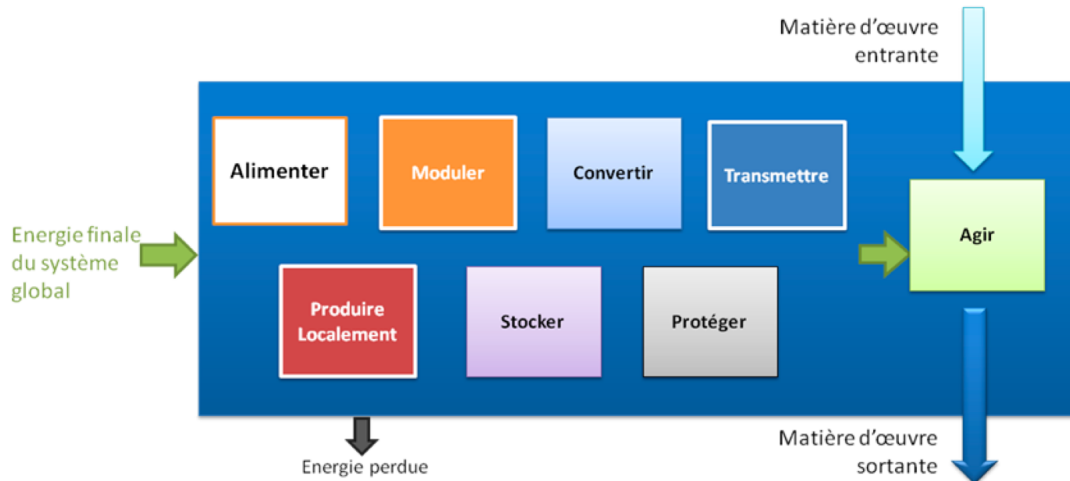 Matière d'œuvre
entrante
Alimenter
Moduler
Convertir
Transmettre
Energie finale
du système
global
Agir
Produire
Localement
Stocker
Protéger
Energie perdue
Matière d'œuvre
sortante